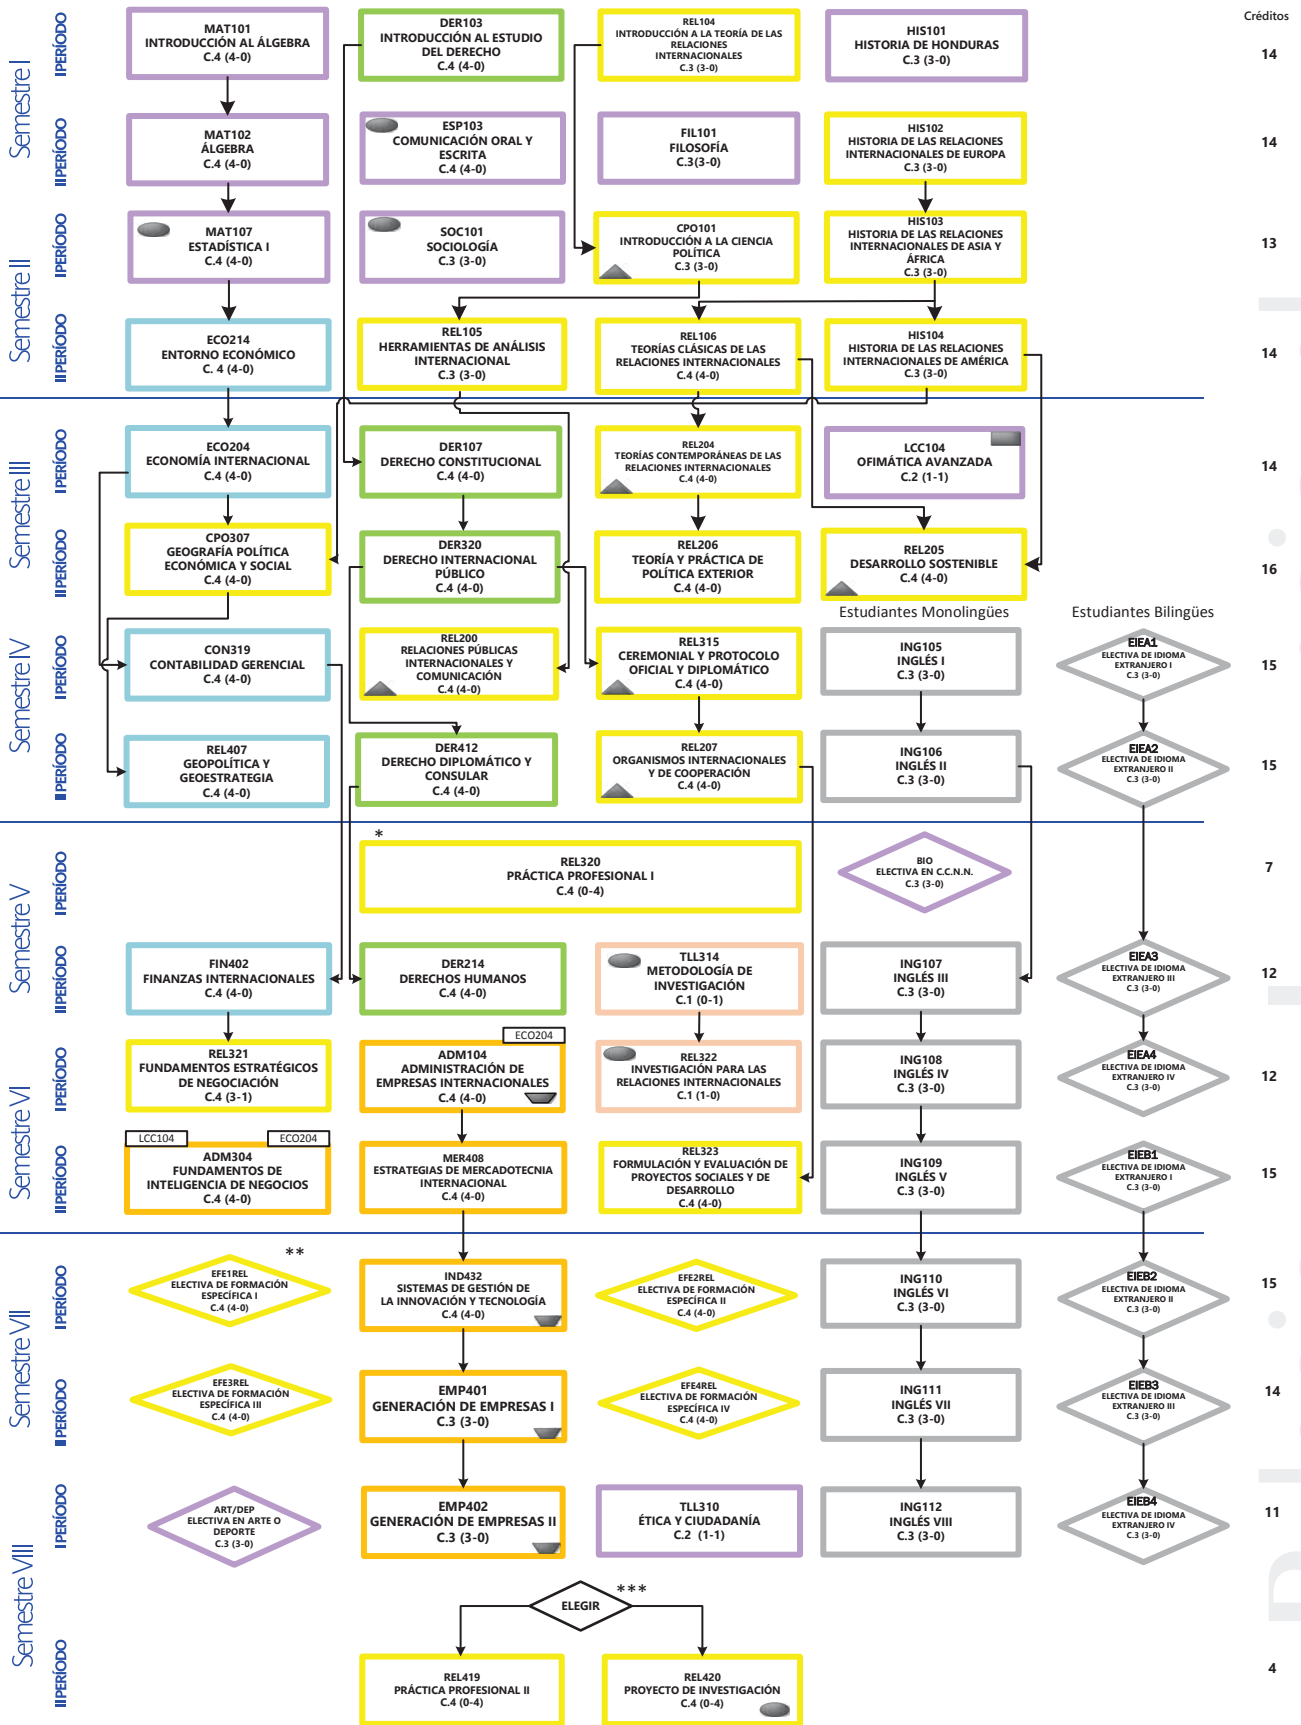 Créditos
Semestre I
I PERÍODO
MAT101
INTRODUCCIÓN AL ÁLGEBRA
C.4 (4-0)
DER103
INTRODUCCIÓN AL ESTUDIO
DEL DERECHO
C.4 (4-0)
REL104
INTRODUCCIÓN A LA TEORÍA DE LAS
RELACIONES
INTERNACIONALES
C.3 (3-0)
HIS101
HISTORIA DE HONDURAS
C.3 (3-0)
14
II PERÍODO
MAT102
ÁLGEBRA
C.4 (4-0)
ESP103
COMUNICACIÓN ORAL Y
ESCRITA
C.4 (4-0)
FIL101
FILOSOFÍA
C.3(3-0)
HIS102
HISTORIA DE LAS RELACIONES
INTERNACIONALES DE EUROPA
C.3 (3-0)
14
Semestre II
I PERÍODO
MAT107
ESTADÍSTICA I
C.4 (4-0)
SOC101
SOCIOLOGÍA
C.3 (3-0)
CPO101
INTRODUCCIÓN A LA CIENCIA
POLÍTICA
C.3 (3-0)
HIS103
HISTORIA DE LAS RELACIONES
INTERNACIONALES DE ASIA Y
ÁFRICA
C.3 (3-0)
13
II PERÍODO
ECO214
ENTORNO ECONÓMICO
C. 4 (4-0)
REL105
HERRAMIENTAS DE ANÁLISIS
INTERNACIONAL
C.3 (3-0)
REL106
TEORÍAS CLÁSICAS DE LAS
RELACIONES INTERNACIONALES
C.4 (4-0)
HIS104
HISTORIA DE LAS RELACIONES
INTERNACIONALES DE AMÉRICA
C.3 (3-0)
14
Semestre III
I PERÍODO
ECO204
ECONOMÍA INTERNACIONAL
C.4 (4-0)
DER107
DERECHO CONSTITUCIONAL
C.4 (4-0)
REL204
TEORÍAS CONTEMPORÁNEAS DE LAS
RELACIONES INTERNACIONALES
C.4 (4-0)
LCC104
OFIMÁTICA AVANZADA
C.2 (1-1)
14
II PERÍODO
CPO307
GEOGRAFÍA POLÍTICA
ECONÓMICA Y SOCIAL
C.4 (4-0)
DER320
DERECHO INTERNACIONAL
PÚBLICO
C.4 (4-0)
REL206
TEORÍA Y PRÁCTICA DE
POLÍTICA EXTERIOR
C.4 (4-0)
REL205
DESARROLLO SOSTENIBLE
C.4 (4-0)
16
Estudiantes Monolingües
Estudiantes Bilingües
Semestre IV
I PERÍODO
CON319
CONTABILIDAD GERENCIAL
C.4 (4-0)
REL200
RELACIONES PÚBLICAS
INTERNACIONALES Y
COMUNICACIÓN
C.4 (4-0)
REL315
CEREMONIAL Y PROTOCOLO
OFICIAL Y DIPLOMÁTICO
C.4 (4-0)
ING105
INGLÉS I
C.3 (3-0)
EIEA1
ELECTIVA DE IDIOMA
EXTRANJERO I
C.3 (3-0)
15
II PERÍODO
REL407
GEOPOLÍTICA Y
GEOESTRATEGIA
C.4 (4-0)
DER412
DERECHO DIPLOMÁTICO Y
CONSULAR
C.4 (4-0)
REL207
ORGANISMOS INTERNACIONALES
Y DE COOPERACIÓN
C.4 (4-0)
ING106
INGLÉS II
C.3 (3-0)
EIEA2
ELECTIVA DE IDIOMA
EXTRANJERO II
C.3 (3-0)
15
Semestre V
I PERÍODO
*
REL320
PRÁCTICA PROFESIONAL I
C.4 (0-4)
BIO
ELECTIVA EN C.C.N.N.
C.3 (3-0)
7
II PERÍODO
FIN402
FINANZAS INTERNACIONALES
C.4 (4-0)
DER214
DERECHOS HUMANOS
C.4 (4-0)
TLL314
METODOLOGÍA DE
INVESTIGACIÓN
C.1 (0-1)
ING107
INGLÉS III
C.3 (3-0)
EIEA3
ELECTIVA DE IDIOMA
EXTRANJERO III
C.3 (3-0)
12
Semestre VI
I PERÍODO
REL321
FUNDAMENTOS ESTRATÉGICOS
DE NEGOCIACIÓN
C.4 (3-1)
ECO204
ADM104
ADMINISTRACIÓN DE
EMPRESAS INTERNACIONALES
C.4 (4-0)
REL322
INVESTIGACIÓN PARA LAS
RELACIONES INTERNACIONALES
C.1 (1-0)
ING108
INGLÉS IV
C.3 (3-0)
EIEA4
ELECTIVA DE IDIOMA
EXTRANJERO IV
C.3 (3-0)
12
II PERÍODO
LCC104
ECO204
ADM304
FUNDAMENTOS DE
INTELIGENCIA DE NEGOCIOS
C.4 (4-0)
MER408
ESTRATEGIAS DE MERCADOTECNIA
INTERNACIONAL
C.4 (4-0)
REL323
FORMULACIÓN Y EVALUACIÓN DE
PROYECTOS SOCIALES Y DE
DESARROLLO
C.4 (4-0)
ING109
INGLÉS V
C.3 (3-0)
EIEB1
ELECTIVA DE IDIOMA
EXTRANJERO I
C.3 (3-0)
15
Semestre VII
I PERÍODO
**
EFE1REL
ELECTIVA DE FORMACIÓN
ESPECÍFICA I
C.4 (4-0)
IND432
SISTEMAS DE GESTIÓN DE
LA INNOVACIÓN Y TECNOLOGÍA
C.4 (4-0)
EFE2REL
ELECTIVA DE FORMACIÓN
ESPECÍFICA II
C.4 (4-0)
ING110
INGLÉS VI
C.3 (3-0)
EIEB2
ELECTIVA DE IDIOMA
EXTRANJERO II
C.3 (3-0)
15
II PERÍODO
EFE3REL
ELECTIVA DE FORMACIÓN
ESPECÍFICA III
C.4 (4-0)
EMP401
GENERACIÓN DE EMPRESAS I
C.3 (3-0)
EFE4REL
ELECTIVA DE FORMACIÓN
ESPECÍFICA IV
C.4 (4-0)
ING111
INGLÉS VII
C.3 (3-0)
EIEB3
ELECTIVA DE IDIOMA
EXTRANJERO III
C.3 (3-0)
14
Semestre VIII
I PERÍODO
ART/DEP
ELECTIVA EN ARTE O
DEPORTE
C.3 (3-0)
EMP402
GENERACIÓN DE EMPRESAS II
C.3 (3-0)
TLL310
ÉTICA Y CIUDADANÍA
C.2 (1-1)
ING112
INGLÉS VIII
C.3 (3-0)
EIEB4
ELECTIVA DE IDIOMA
EXTRANJERO IV
C.3 (3-0)
11
ELEGIR
***
II PERÍODO
REL419
PRÁCTICA PROFESIONAL II
C.4 (0-4)
REL420
PROYECTO DE INVESTIGACIÓN
C.4 (0-4)
4